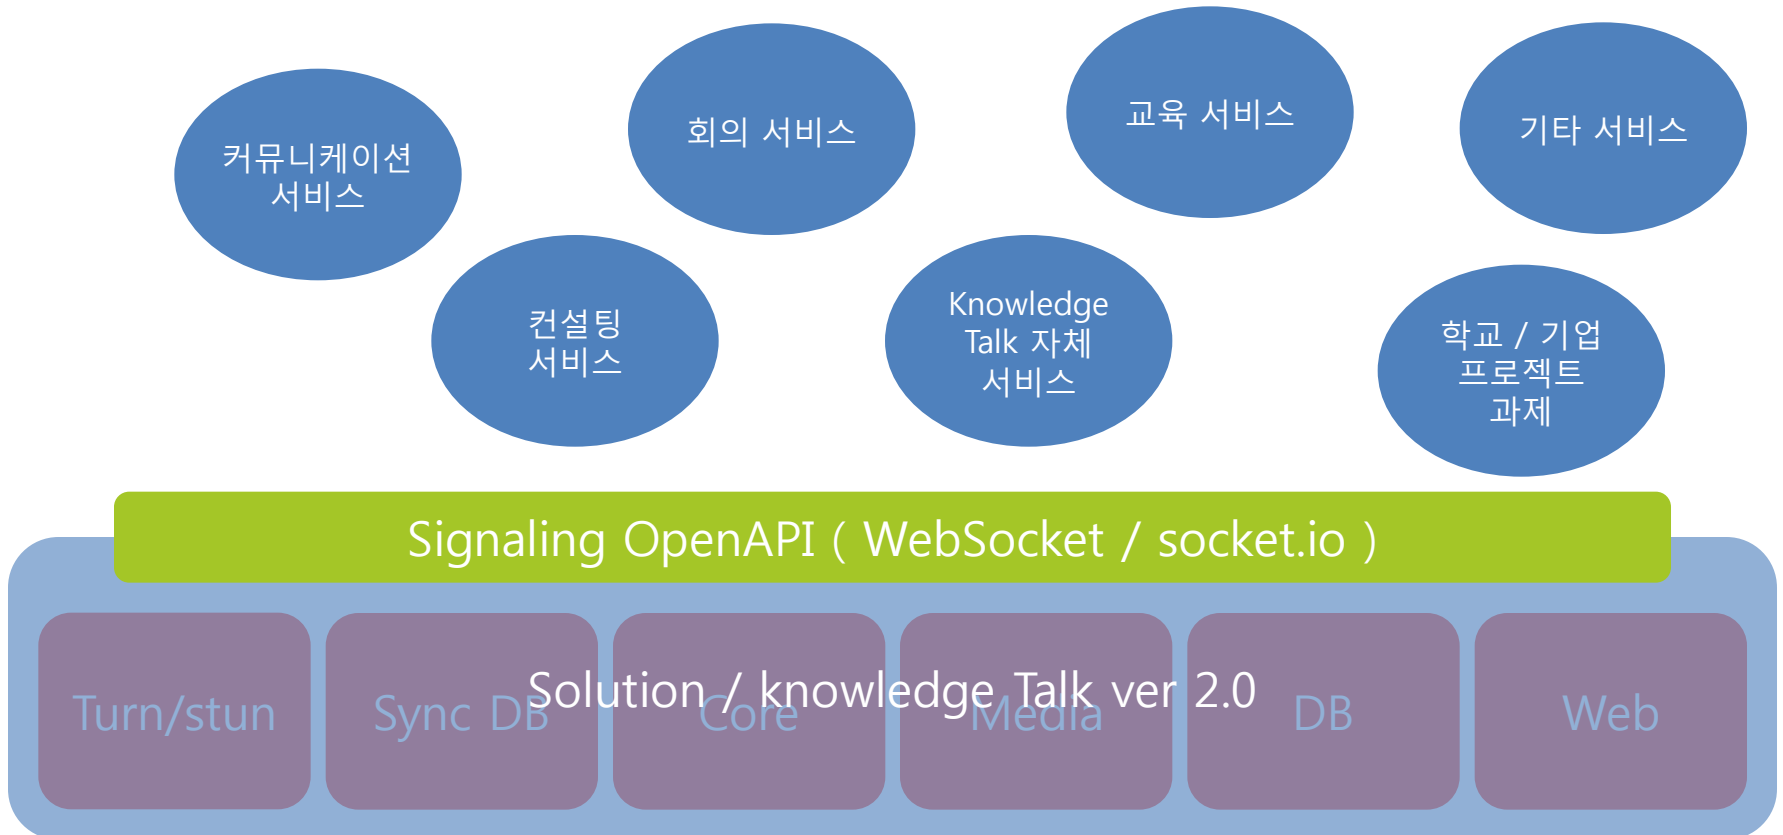 커뮤니케이션
서비스
회의 서비스
교육 서비스
기타 서비스
컨설팅
서비스
Knowledge
Talk 자체
서비스
학교 / 기업
프로젝트
과제
Signaling OpenAPI ( WebSocket / socket.io )
Solution / knowledge Talk ver 2.0
Turn/stun
Sync DB
Core
Media
DB
Web